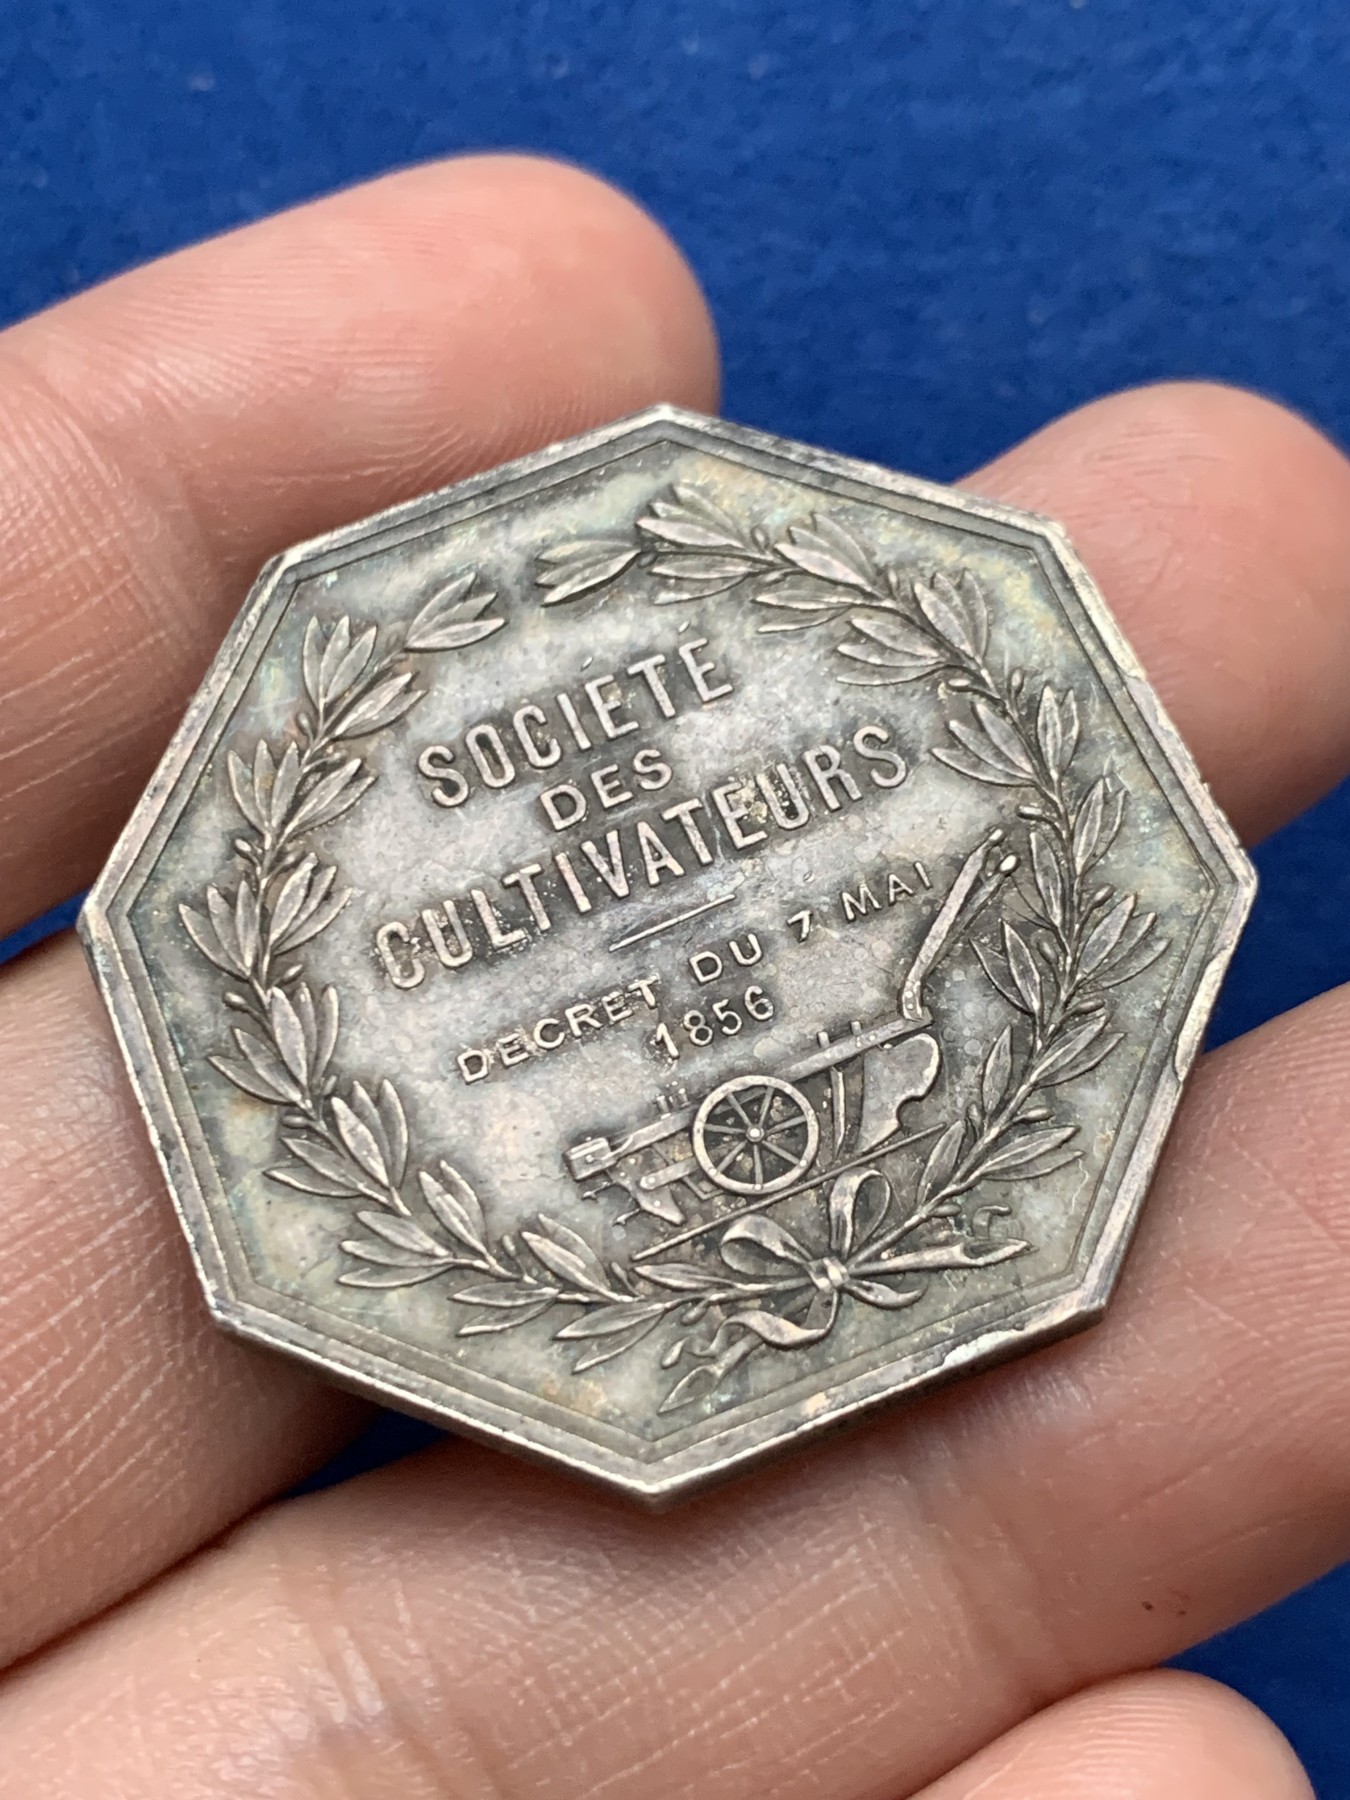 SOCIÉTÉ
DES
CULTIVATEURS
DECRET DU 7 MAI
1856